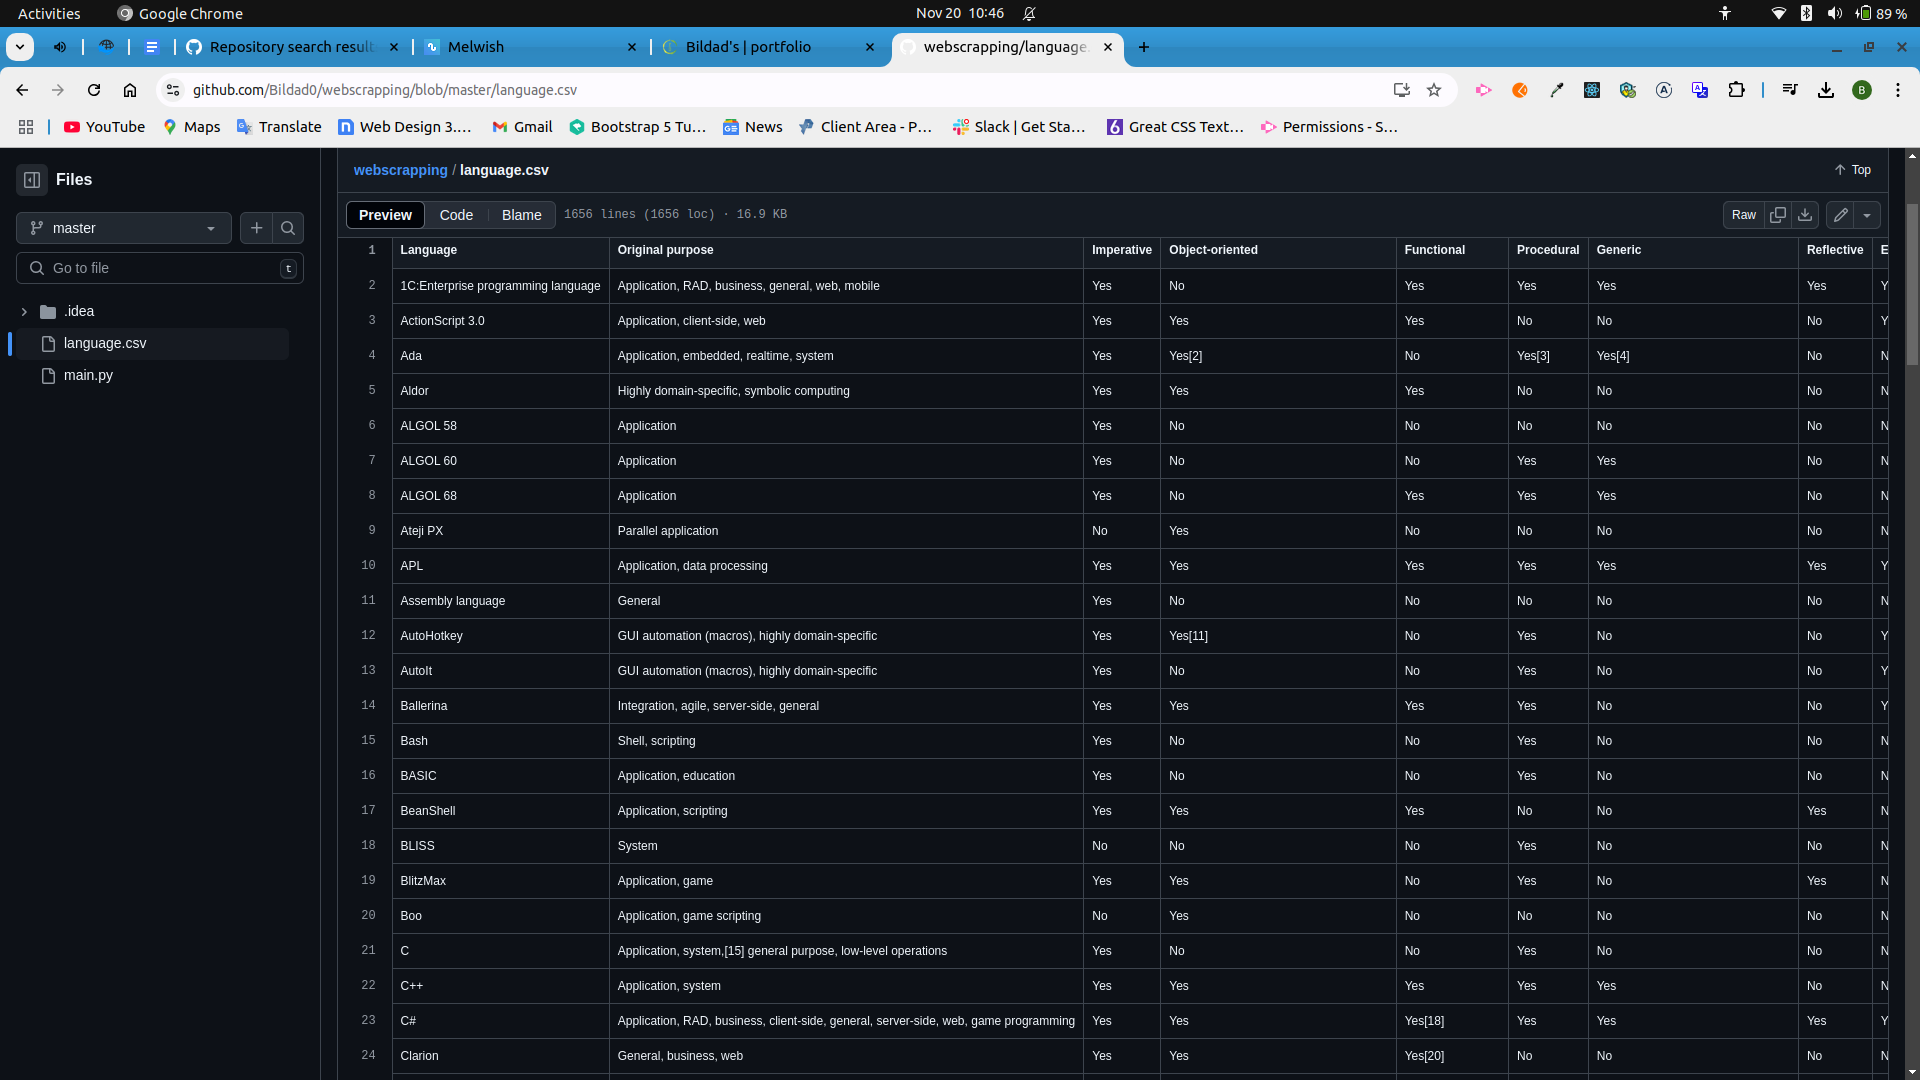 Activities Google Chrome Nov 20 10:46 89 %
Repository search result Melwish Bildad's | portfolio webscrapping/language.
github.com/Bildad0/webscrapping/blob/master/language.csv B
YouTube Maps Translate Web Design 3.... Gmail Bootstrap 5 Tu... News Client Area - P... Slack | Get Sta... Great CSS Text... Permissions - S...
Files
master
Go to file t
.idea
language.csv
main.py
webscrapping / language.csv Top
Preview Code Blame 1656 lines (1656 loc) · 16.9 KB Raw
1 Language Original purpose Imperative Object-oriented Functional Procedural Generic Reflective E
2 1C:Enterprise programming language Application, RAD, business, general, web, mobile Yes No Yes Yes Yes Yes Y
3 ActionScript 3.0 Application, client-side, web Yes Yes Yes No No No Y
4 Ada Application, embedded, realtime, system Yes Yes[2] No Yes[3] Yes[4] No N
5 Aldor Highly domain-specific, symbolic computing Yes Yes Yes No No No N
6 ALGOL 58 Application Yes No No No No No N
7 ALGOL 60 Application Yes No No Yes Yes No N
8 ALGOL 68 Application Yes No Yes Yes Yes No N
9 Ateji PX Parallel application No Yes No No No No N
10 APL Application, data processing Yes Yes Yes Yes Yes Yes Y
11 Assembly language General Yes No No No No No N
12 AutoHotkey GUI automation (macros), highly domain-specific Yes Yes[11] No Yes No No Y
13 AutoIt GUI automation (macros), highly domain-specific Yes No No Yes No No Y
14 Ballerina Integration, agile, server-side, general Yes Yes Yes Yes No No Y
15 Bash Shell, scripting Yes No No Yes No No N
16 BASIC Application, education Yes No No Yes No No N
17 BeanShell Application, scripting Yes Yes Yes No No Yes N
18 BLISS System No No No Yes No No N
19 BlitzMax Application, game Yes Yes No Yes No Yes N
20 Boo Application, game scripting No Yes No No No No N
21 C Application, system,[15] general purpose, low-level operations Yes No No Yes No No N
22 C++ Application, system Yes Yes Yes Yes Yes No N
23 C# Application, RAD, business, client-side, general, server-side, web, game programming Yes Yes Yes[18] Yes Yes Yes Y
24 Clarion General, business, web Yes Yes Yes[20] No No No N